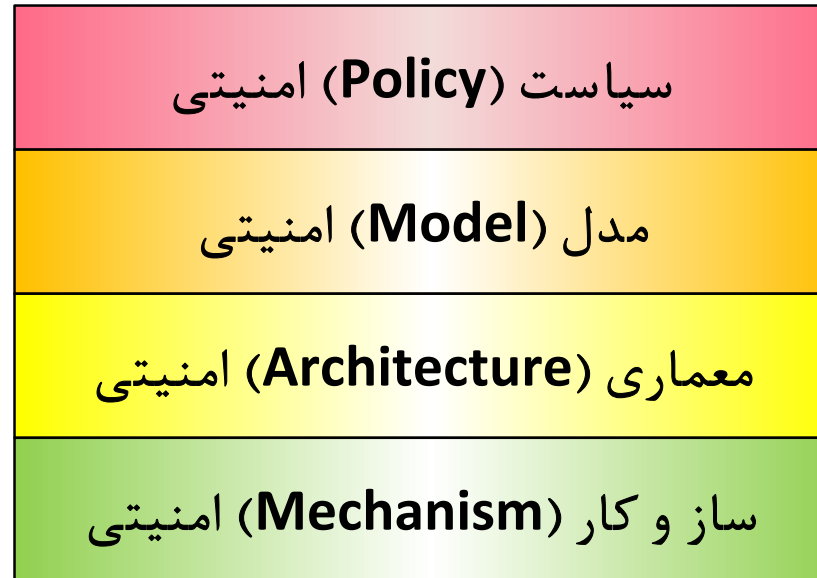 سیاست (Policy) امنیتی
مدل (Model) امنیتی
معماری (Architecture) امنیتی
ساز و کار (Mechanism) امنیتی